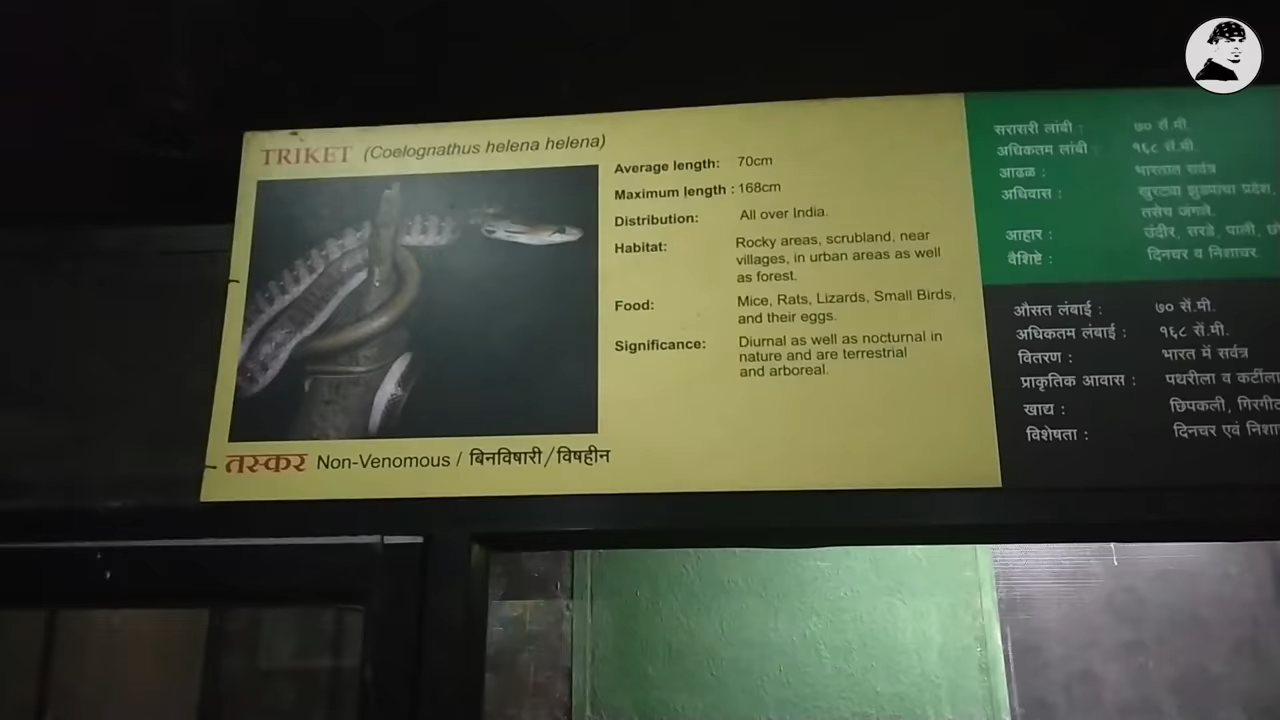 TRIKET (Coelognathus helena helena)
Average length: 70cm
Maximum length : 168cm
Distribution: All over India.
Habitat: Rocky areas, scrubland, near
villages, in urban areas as well
as forest.
Food: Mice, Rats, Lizards, Small Birds,
and their eggs.
Significance: Diurnal as well as nocturnal in
nature and are terrestrial
and arboreal.
तस्कर Non-Venomous / बिनविषारी / विषहीन
सरासरी लांबी : ७० सें.मी.
अधिकतम लांबी : १६८ सें.मी.
आढळ : भारतात सर्वत्र
अधिवास : खुरटया झुडपाचा प्रदेश,
तसेच जंगले.
आहार : उंदीर, सरडे, पाली,
वैशिष्टे : दिनचर व निशाचर.
औसत लंबाई : ७० सें.मी.
अधिकतम लंबाई : १६८ सें.मी.
वितरण : भारत में सर्वत्र
प्राकृतिक आवास : पथरीला व कटीला
खाद्य : छिपकली, गिरगीट
विशेषता : दिनचर एवं निशा